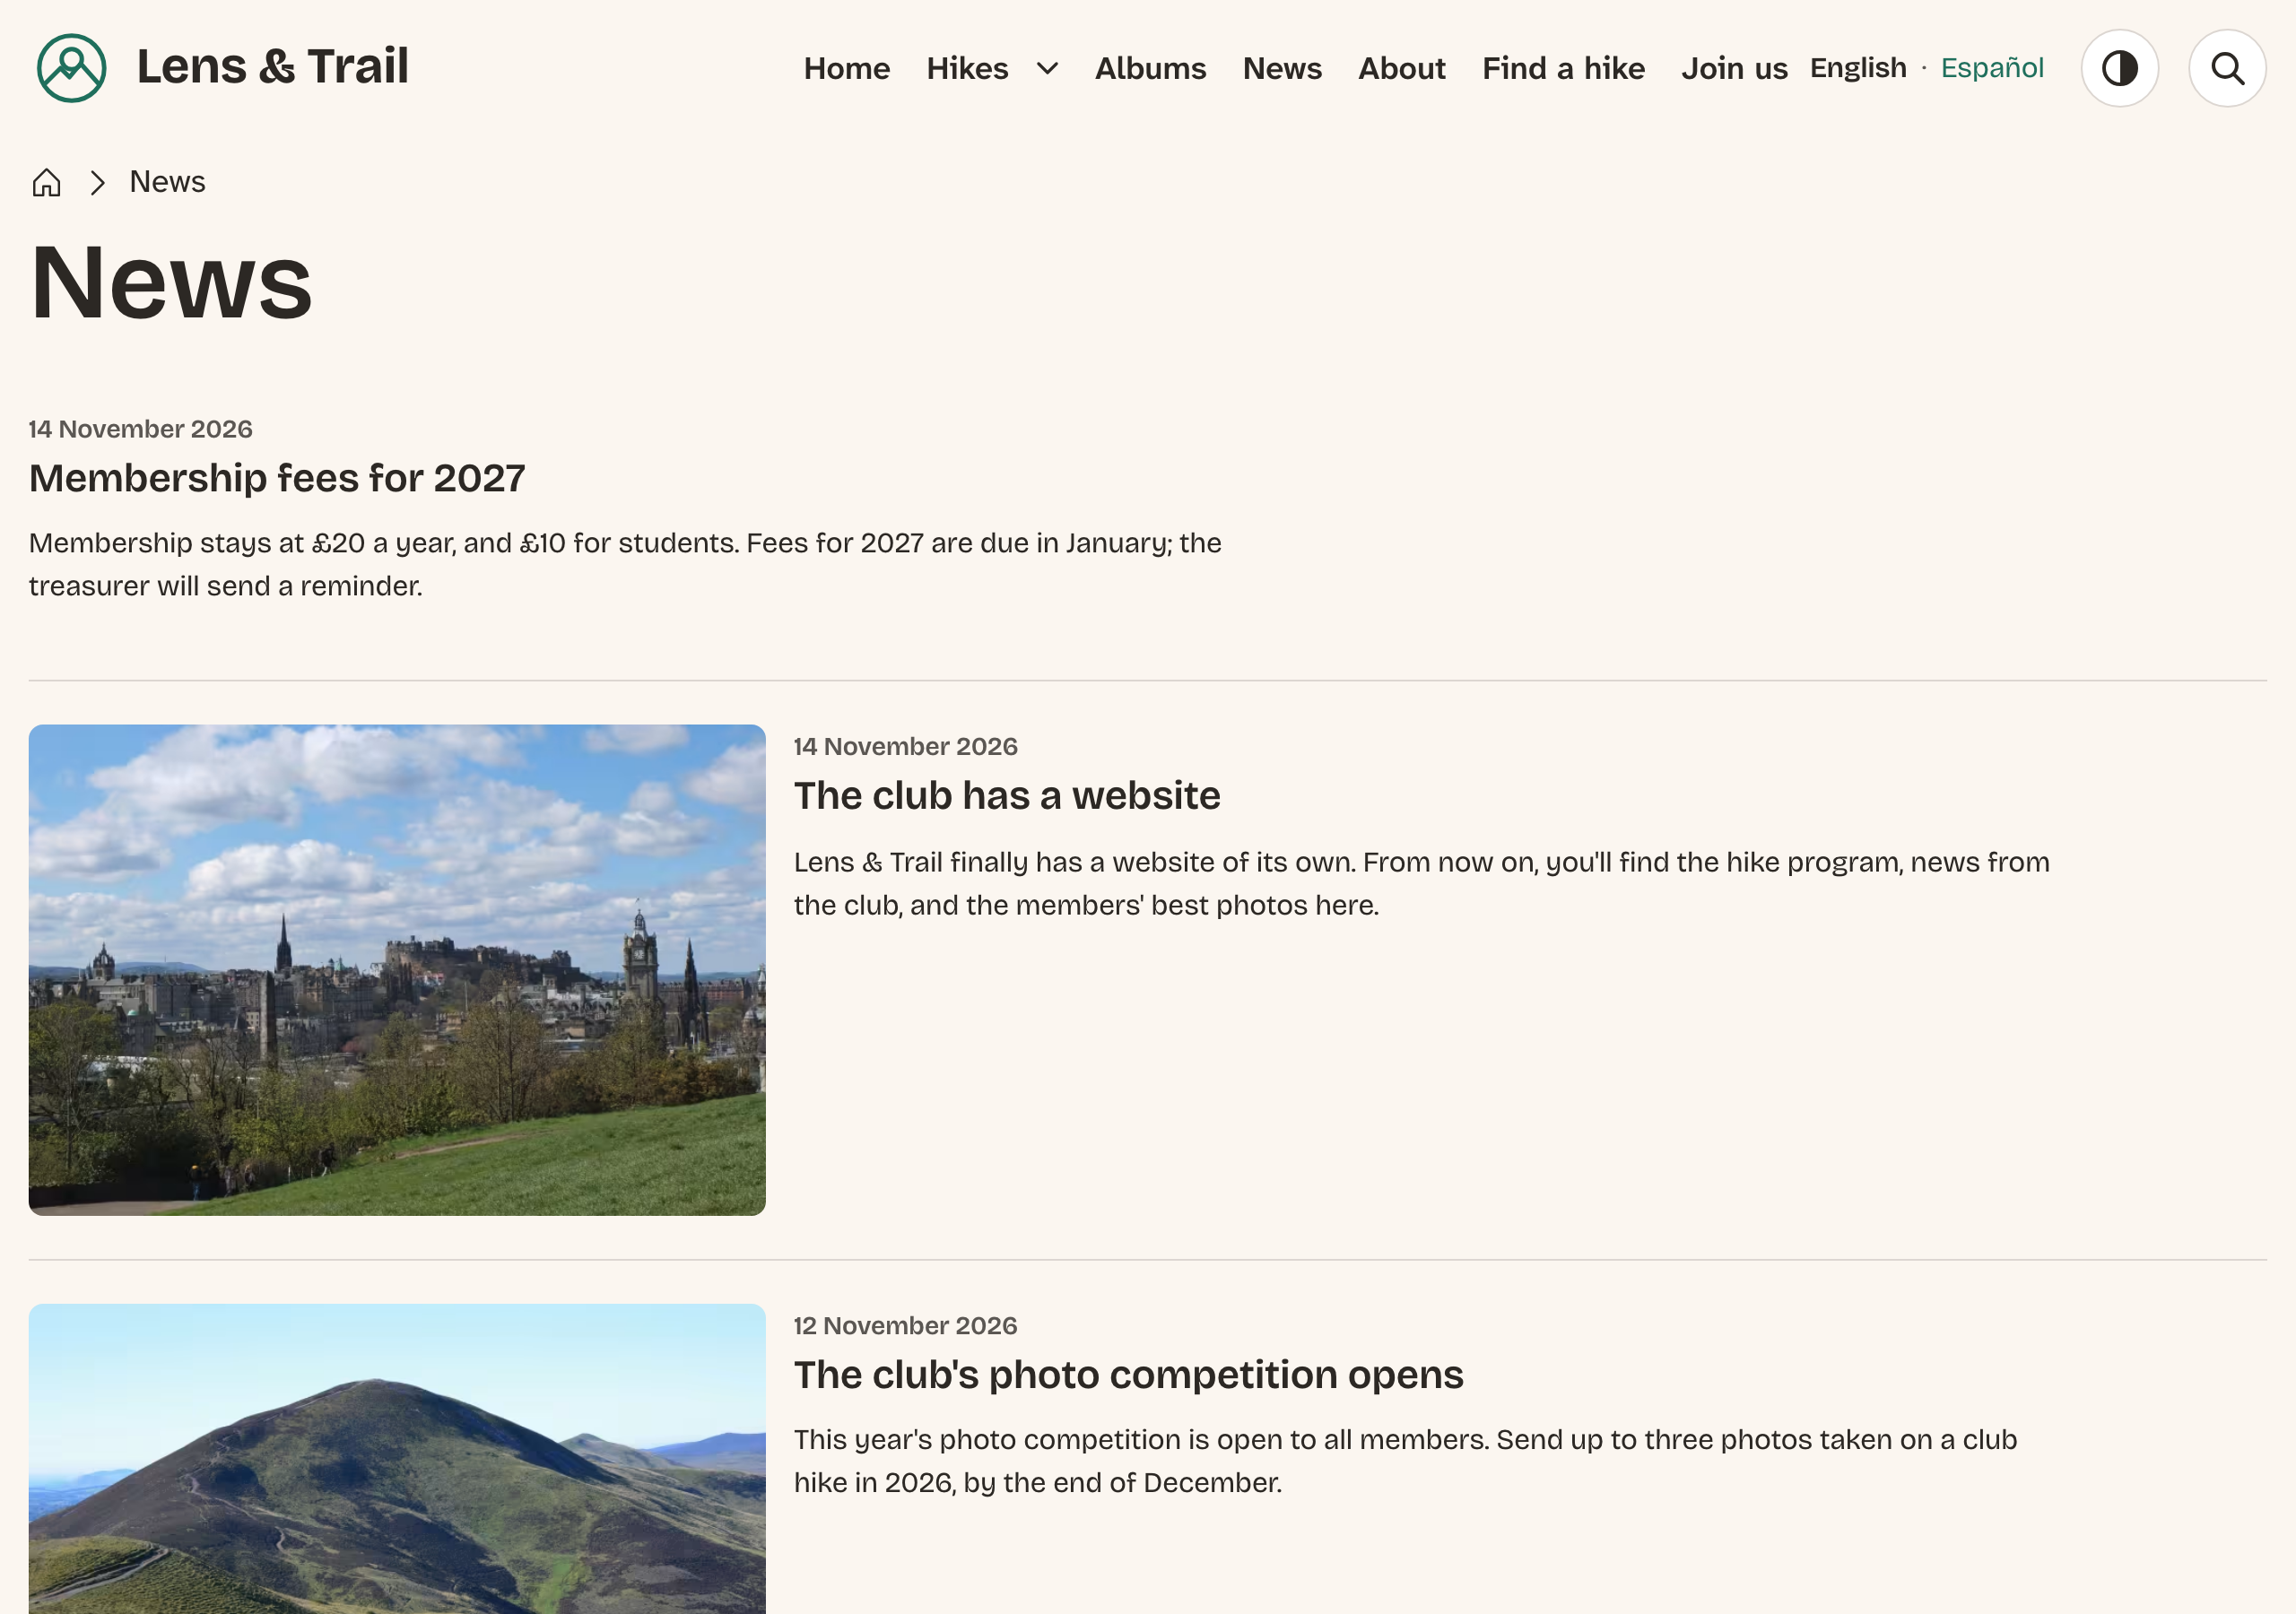 Lens & Trail
Home Hikes Albums News About Find a hike Join us English · Español
News
News
14 November 2026
Membership fees for 2027
Membership stays at £20 a year, and £10 for students. Fees for 2027 are due in January; the
treasurer will send a reminder.
14 November 2026
The club has a website
Lens & Trail finally has a website of its own. From now on, you'll find the hike program, news from
the club, and the members' best photos here.
12 November 2026
The club's photo competition opens
This year's photo competition is open to all members. Send up to three photos taken on a club
hike in 2026, by the end of December.